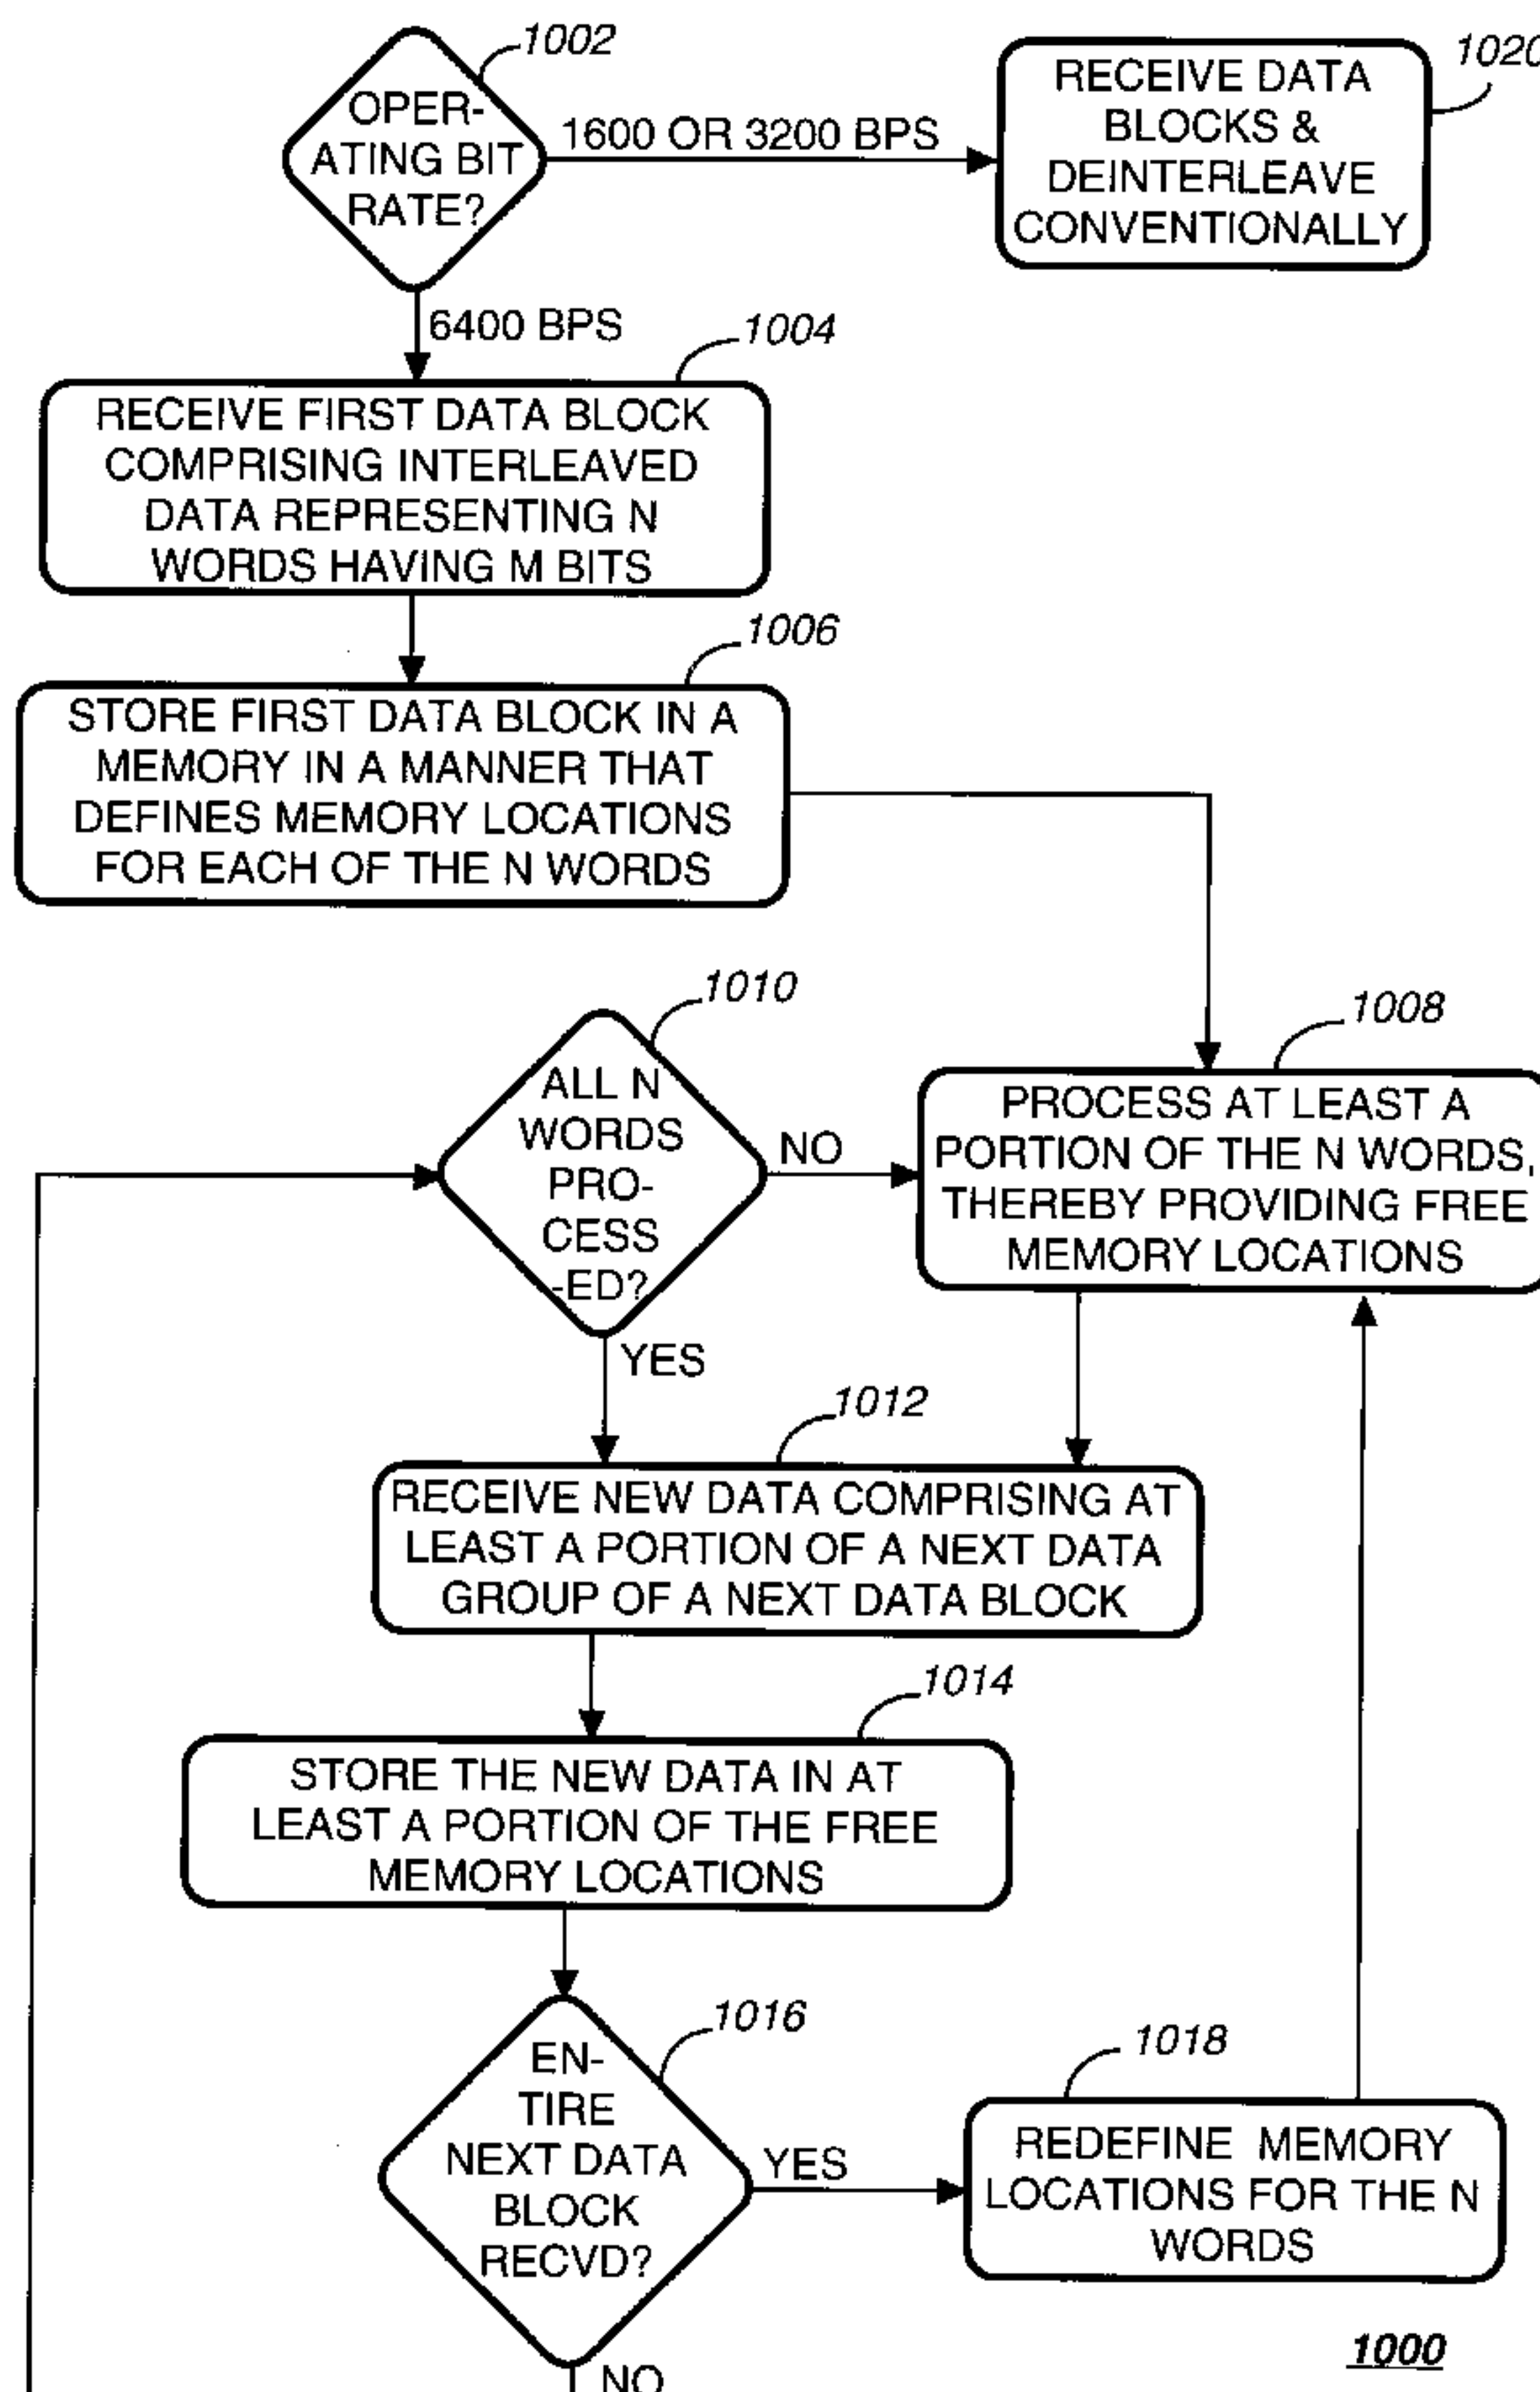 1002
OPER-
ATING BIT
RATE?
1600 OR 3200 BPS
1020
RECEIVE DATA
BLOCKS &
DEINTERLEAVE
CONVENTIONALLY
6400 BPS
1004
RECEIVE FIRST DATA BLOCK
COMPRISING INTERLEAVED
DATA REPRESENTING N
WORDS HAVING M BITS
1006
STORE FIRST DATA BLOCK IN A
MEMORY IN A MANNER THAT
DEFINES MEMORY LOCATIONS
FOR EACH OF THE N WORDS
1010
ALL N
WORDS
PRO-
CESS
-ED?
NO
1008
PROCESS AT LEAST A
PORTION OF THE N WORDS,
THEREBY PROVIDING FREE
MEMORY LOCATIONS
YES
1012
RECEIVE NEW DATA COMPRISING AT
LEAST A PORTION OF A NEXT DATA
GROUP OF A NEXT DATA BLOCK
1014
STORE THE NEW DATA IN AT
LEAST A PORTION OF THE FREE
MEMORY LOCATIONS
1016
EN-
TIRE
NEXT DATA
BLOCK
RECVD?
YES
1018
REDEFINE MEMORY
LOCATIONS FOR THE N
WORDS
NO
1000